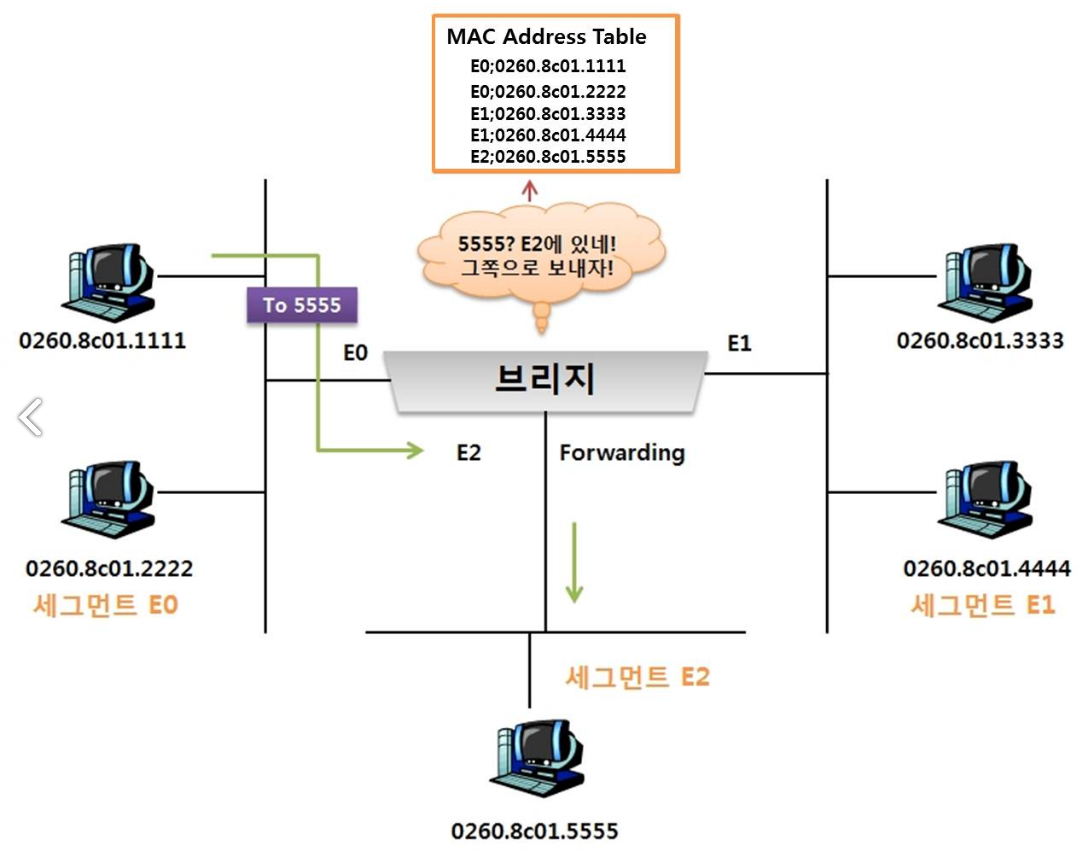 MAC Address Table
E0;0260.8c01.1111
E0;0260.8c01.2222
E1;0260.8c01.3333
E1;0260.8c01.4444
E2;0260.8c01.5555
5555? E2에 있네!
그쪽으로 보내자!
To 5555
0260.8c01.1111
0260.8c01.3333
E0
E1
브리지
E2
Forwarding
0260.8c01.2222
세그먼트 E0
0260.8c01.4444
세그먼트 E1
세그먼트 E2
0260.8c01.5555